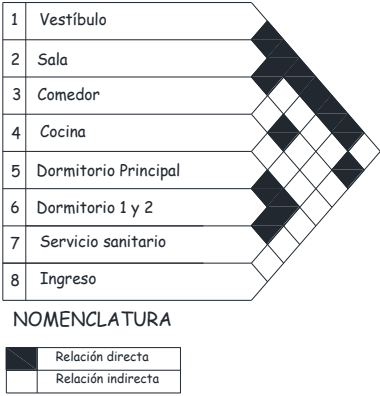 1 Vestíbulo
2 Sala
3 Comedor
4 Cocina
5 Dormitorio Principal
6 Dormitorio 1 y 2
7 Servicio sanitario
8 Ingreso
NOMENCLATURA
Relación directa
Relación indirecta